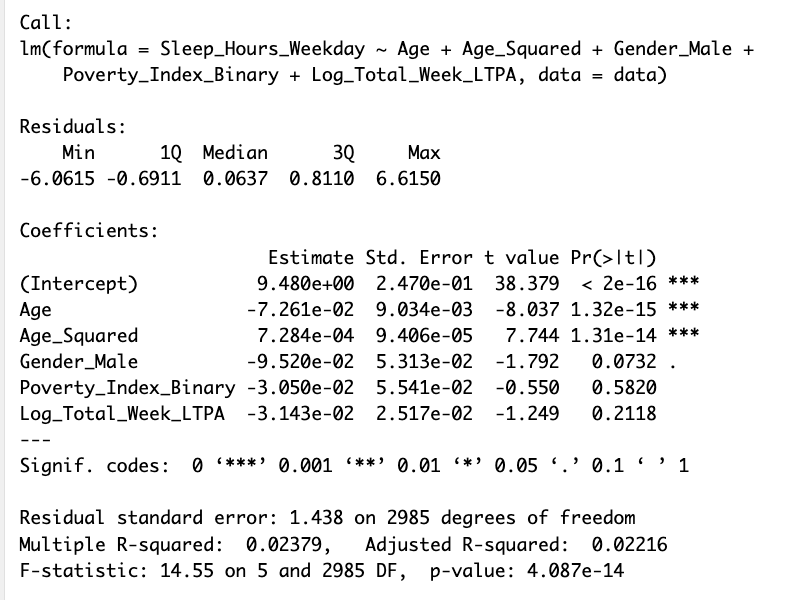 Call:
lm(formula = Sleep_Hours_Weekday ~ Age + Age_Squared + Gender_Male +
    Poverty_Index_Binary + Log_Total_Week_LTPA, data = data)

Residuals:
    Min      1Q  Median      3Q     Max
-6.0615 -0.6911  0.0637  0.8110  6.6150

Coefficients:
                       Estimate Std. Error t value Pr(>|t|)
(Intercept)           9.480e+00  2.470e-01  38.379  < 2e-16 ***
Age                  -7.261e-02  9.034e-03  -8.037 1.32e-15 ***
Age_Squared           7.284e-04  9.406e-05   7.744 1.31e-14 ***
Gender_Male          -9.520e-02  5.313e-02  -1.792   0.0732 .
Poverty_Index_Binary -3.050e-02  5.541e-02  -0.550   0.5820
Log_Total_Week_LTPA  -3.143e-02  2.517e-02  -1.249   0.2118
---
Signif. codes:  0 ‘***’ 0.001 ‘**’ 0.01 ‘*’ 0.05 ‘.’ 0.1 ‘ ’ 1

Residual standard error: 1.438 on 2985 degrees of freedom
Multiple R-squared:  0.02379,   Adjusted R-squared:  0.02216
F-statistic: 14.55 on 5 and 2985 DF,  p-value: 4.087e-14